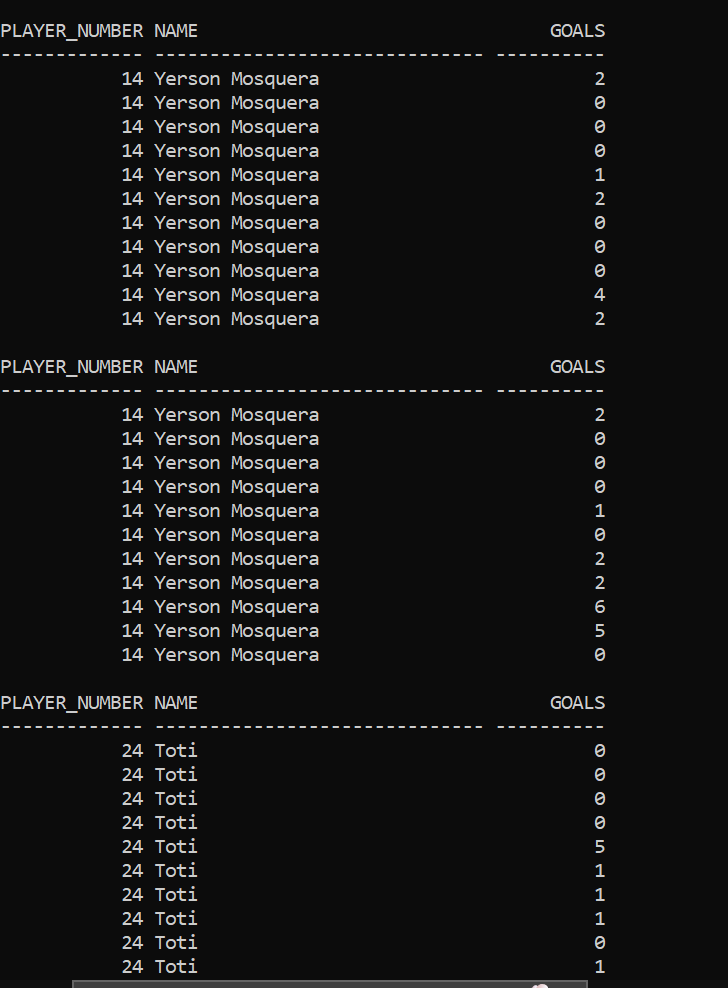 PLAYER_NUMBER NAME                                GOALS
------------- ------------------------------ ----------
           14 Yerson Mosquera                         2
           14 Yerson Mosquera                         0
           14 Yerson Mosquera                         0
           14 Yerson Mosquera                         0
           14 Yerson Mosquera                         1
           14 Yerson Mosquera                         2
           14 Yerson Mosquera                         0
           14 Yerson Mosquera                         0
           14 Yerson Mosquera                         0
           14 Yerson Mosquera                         4
           14 Yerson Mosquera                         2

PLAYER_NUMBER NAME                                GOALS
------------- ------------------------------ ----------
           14 Yerson Mosquera                         2
           14 Yerson Mosquera                         0
           14 Yerson Mosquera                         0
           14 Yerson Mosquera                         0
           14 Yerson Mosquera                         1
           14 Yerson Mosquera                         0
           14 Yerson Mosquera                         2
           14 Yerson Mosquera                         2
           14 Yerson Mosquera                         6
           14 Yerson Mosquera                         5
           14 Yerson Mosquera                         0

PLAYER_NUMBER NAME                                GOALS
------------- ------------------------------ ----------
           24 Toti                                    0
           24 Toti                                    0
           24 Toti                                    0
           24 Toti                                    0
           24 Toti                                    5
           24 Toti                                    1
           24 Toti                                    1
           24 Toti                                    1
           24 Toti                                    0
           24 Toti                                    1